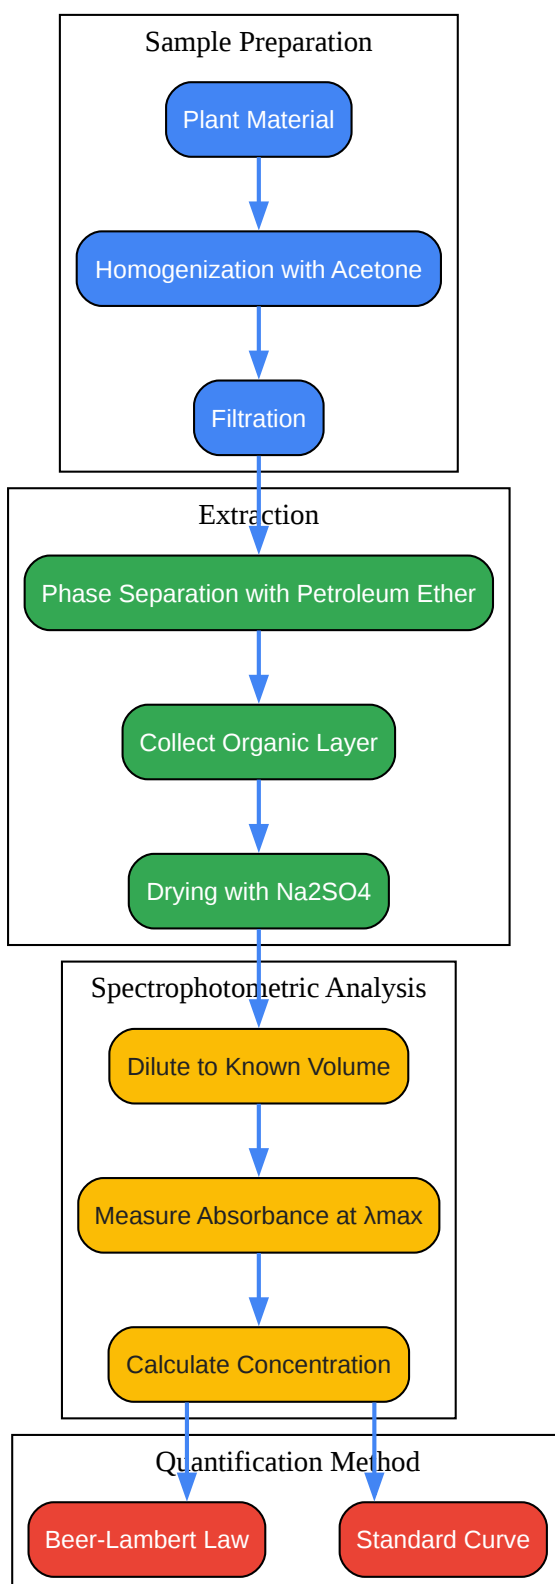 Sample Preparation
Plant Material
Homogenization with Acetone
Filtration
Extraction
Phase Separation with Petroleum Ether
Collect Organic Layer
Drying with Na2SO4
Spectrophotometric Analysis
Dilute to Known Volume
Measure Absorbance at λmax
Calculate Concentration
Quantification Method
Beer-Lambert Law
Standard Curve